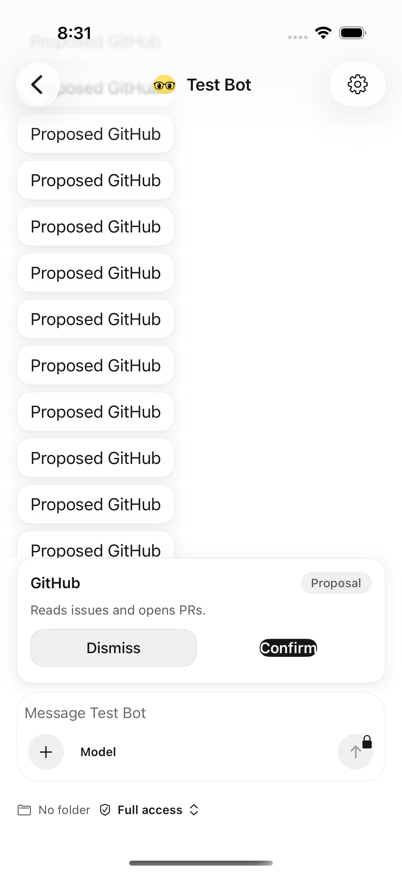 8:31
Proposed GitHub
Proposed GitHub
Test Bot
Proposed GitHub
Proposed GitHub
Proposed GitHub
Proposed GitHub
Proposed GitHub
Proposed GitHub
Proposed GitHub
Proposed GitHub
Proposed GitHub
Proposed GitHub
GitHub
Proposal
Reads issues and opens PRs.
Dismiss
Confirm
Message Test Bot
Model
No folder
Full access